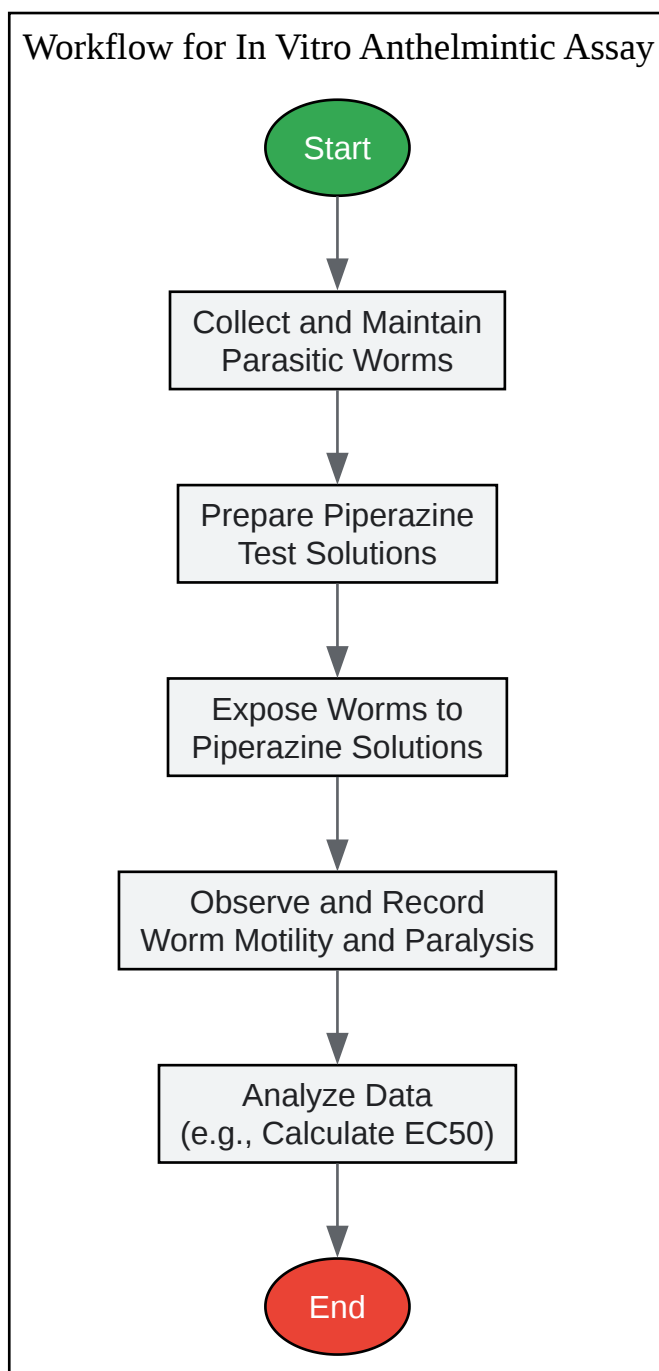 Workflow for In Vitro Anthelmintic Assay
Start
Collect and Maintain
Parasitic Worms
Prepare Piperazine
Test Solutions
Expose Worms to
Piperazine Solutions
Observe and Record
Worm Motility and Paralysis
Analyze Data
(e.g., Calculate EC50)
End